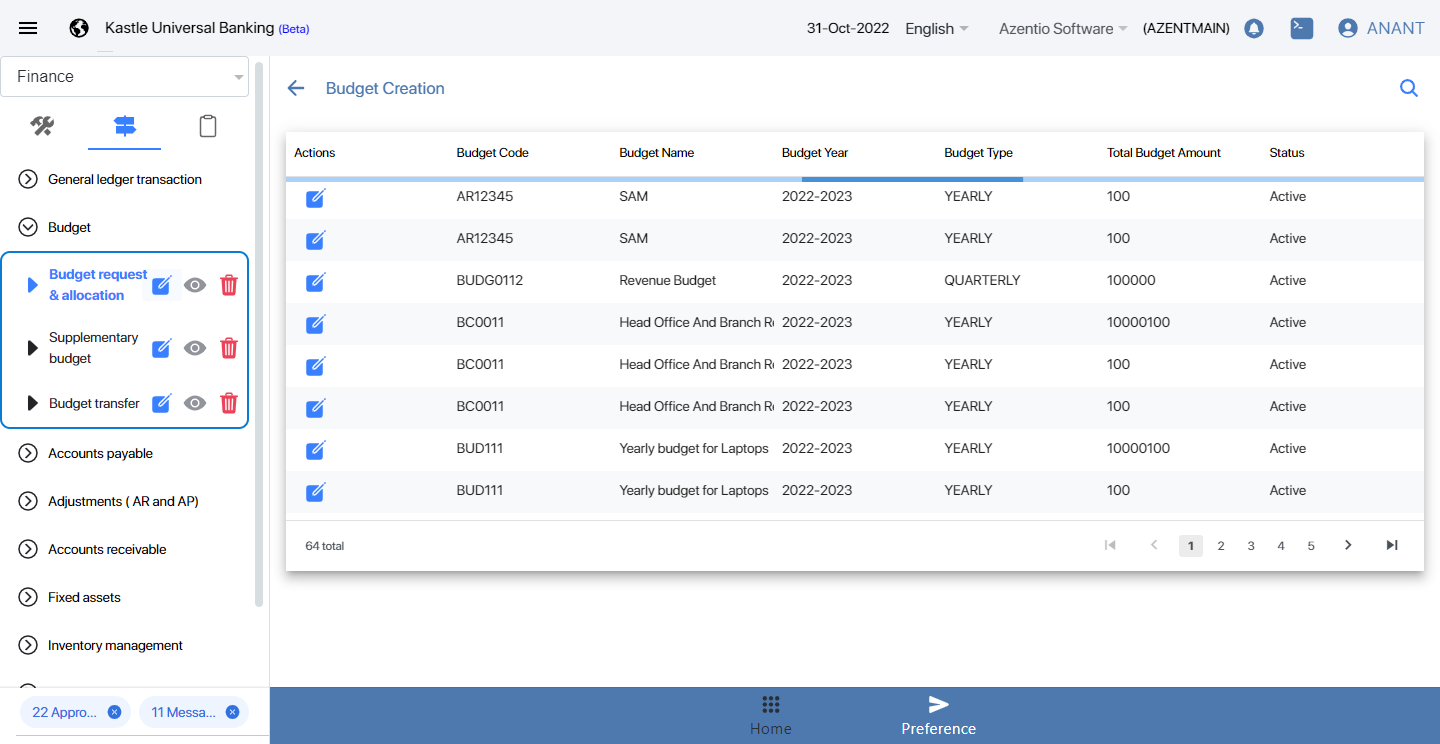 Kastle Universal Banking (Beta)
31-Oct-2022
English
Azentio Software
(AZENTMAIN)
ANANT
Finance
General ledger transaction
Budget
Budget request
& allocation
Supplementary
budget
Budget transfer
Accounts payable
Adjustments ( AR and AP)
Accounts receivable
Fixed assets
Inventory management
22 Appro...
11 Messa...
Budget Creation
Actions Budget Code Budget Name Budget Year Budget Type Total Budget Amount Status
AR12345 SAM 2022-2023 YEARLY 100 Active
AR12345 SAM 2022-2023 YEARLY 100 Active
BUDG0112 Revenue Budget 2022-2023 QUARTERLY 100000 Active
BC0011 Head Office And Branch 2022-2023 YEARLY 10000100 Active
BC0011 Head Office And Branch 2022-2023 YEARLY 100 Active
BC0011 Head Office And Branch 2022-2023 YEARLY 100 Active
BUD111 Yearly budget for Laptops 2022-2023 YEARLY 10000100 Active
BUD111 Yearly budget for Laptops 2022-2023 YEARLY 100 Active
64 total
1 2 3 4 5
Home
Preference